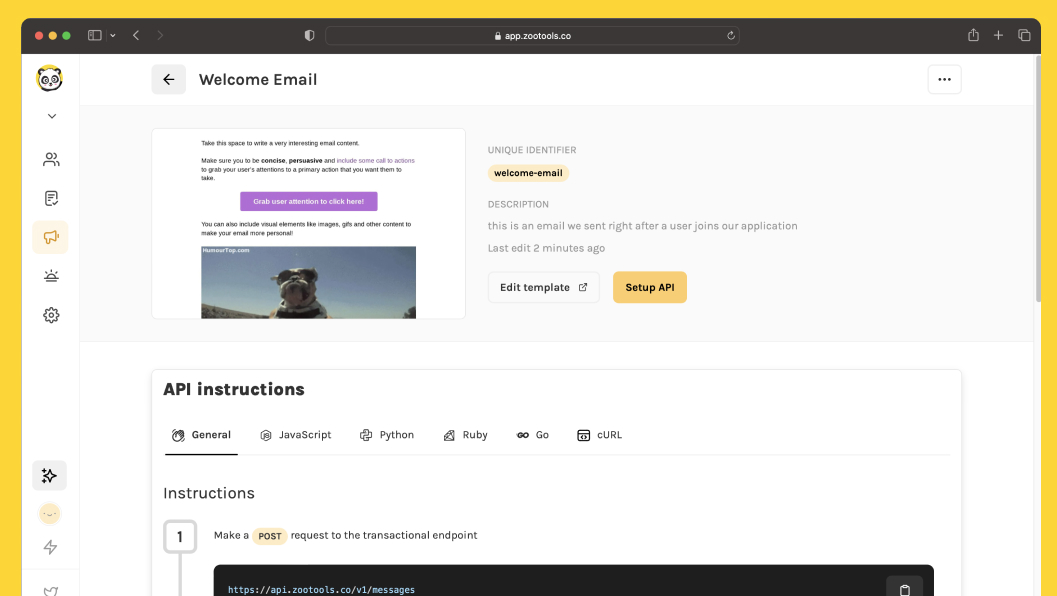 app.zootools.co
Welcome Email
Take this space to write a very interesting email content.
Make sure you to be concise, persuasive and include some call to actions
to grab your user's attentions to a primary action that you want them to
take.
Grab user attention to click here!
You can also include visual elements like images, gifs and other content to
make your email more personal!
HumourTop.com
UNIQUE IDENTIFIER
welcome-email
DESCRIPTION
this is an email we sent right after a user joins our application
Last edit 2 minutes ago
Edit template
Setup API
API instructions
General
JavaScript
Python
Ruby
GO Go
cURL
Instructions
1
Make a POST request to the transactional endpoint
https://api.zootools.co/v1/messages